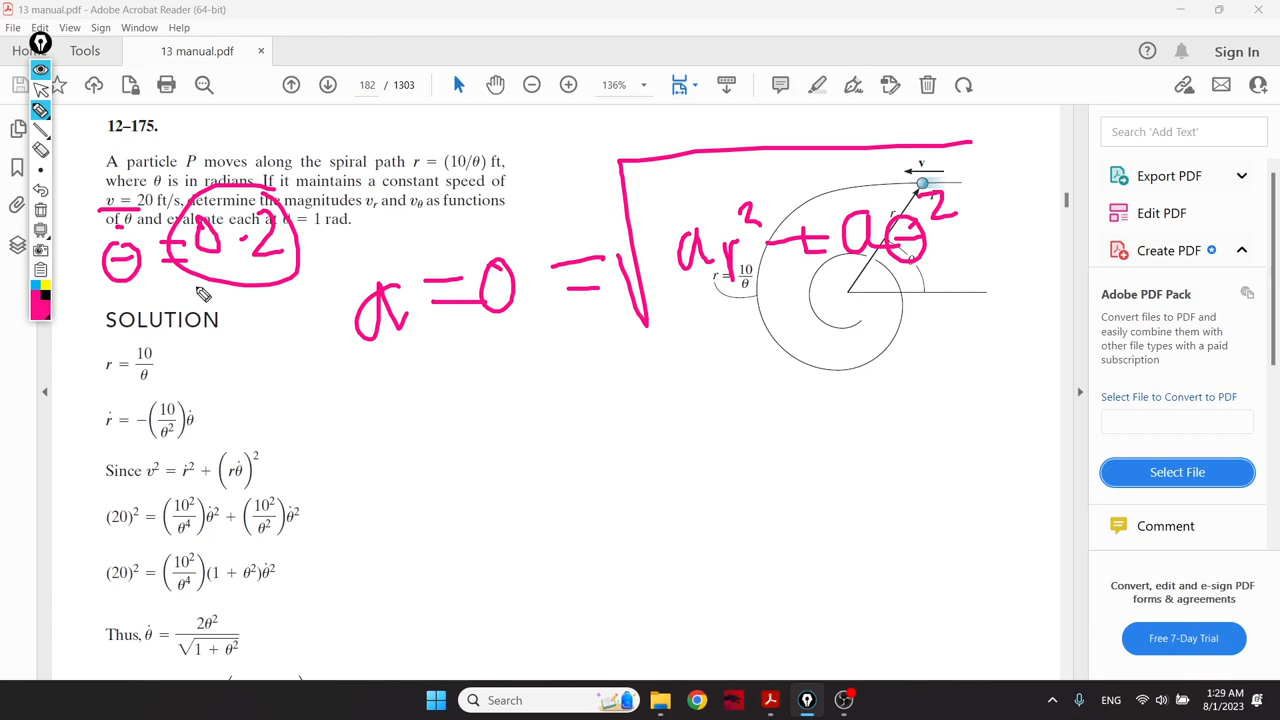 13 manual.pdf - Adobe Acrobat Reader (64-bit)
File Edit View Sign Window Help
Tools
13 manual.pdf ×
Sign In
182 / 1303
136%
12–175.
A particle P moves along the spiral path r = (10/θ) ft,
where θ is in radians. If it maintains a constant speed of
v = 20 ft/s, determine the magnitudes vr and vθ as functions
of θ and evaluate each at θ = 1 rad.
θ = 0.2
a = 0 = √ ar² + aθ²
v
r
r = 10/θ
θ
SOLUTION
r = 10/θ
ṙ = −(10/θ²)θ̇
Since v² = ṙ² + (rθ̇)²
(20)² = (10²/θ⁴)θ̇² + (10²/θ²)θ̇²
(20)² = (10²/θ⁴)(1 + θ²)θ̇²
Thus, θ̇ = 2θ²/√1 + θ²
Search 'Add Text'
Export PDF
Edit PDF
Create PDF
Adobe PDF Pack
Convert files to PDF and
easily combine them with
other file types with a paid
subscription
Select File to Convert to PDF
Select File
Comment
Convert, edit and e-sign PDF
forms & agreements
Free 7-Day Trial
Search
ENG
1:29 AM
8/1/2023